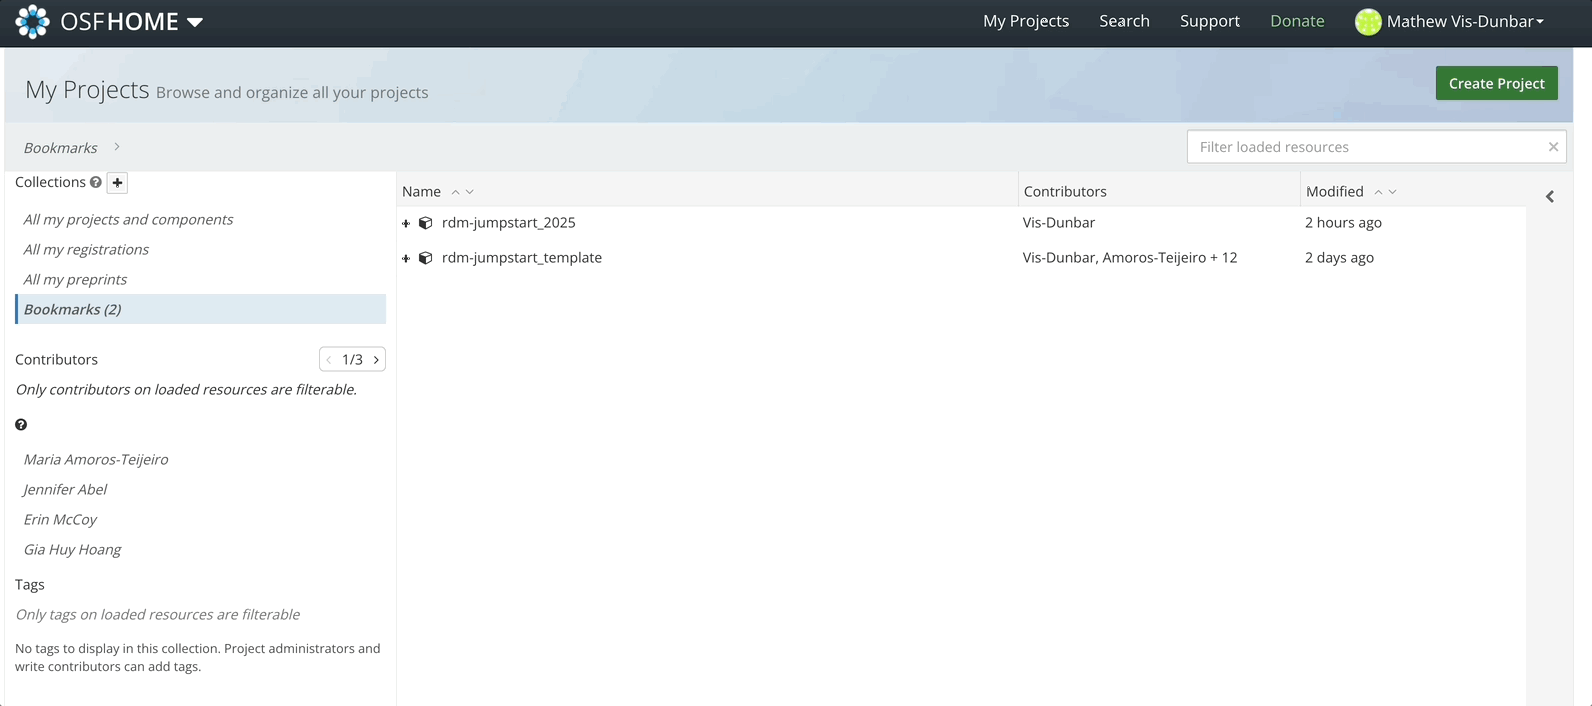 OSFHOME
My Projects Search Support Donate Mathew Vis-Dunbar
My Projects Browse and organize all your projects
Create Project
Bookmarks
Filter loaded resources
Collections
All my projects and components
All my registrations
All my preprints
Bookmarks (2)
Contributors
1/3
Only contributors on loaded resources are filterable.
Maria Amoros-Teijeiro
Jennifer Abel
Erin McCoy
Gia Huy Hoang
Tags
Only tags on loaded resources are filterable
No tags to display in this collection. Project administrators and
write contributors can add tags.
Name Contributors Modified
rdm-jumpstart_2025 Vis-Dunbar 2 hours ago
rdm-jumpstart_template Vis-Dunbar, Amoros-Teijeiro + 12 2 days ago